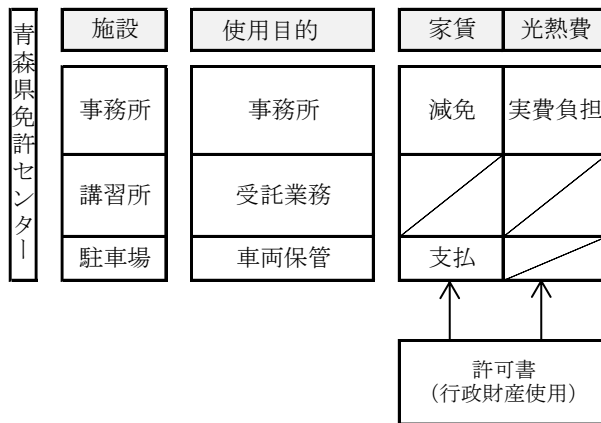 青森県免許センター
施設 使用目的 家賃 光熱費
事務所 事務所 減免 実費負担
講習所 受託業務
駐車場 車両保管 支払
許可書
（行政財産使用）